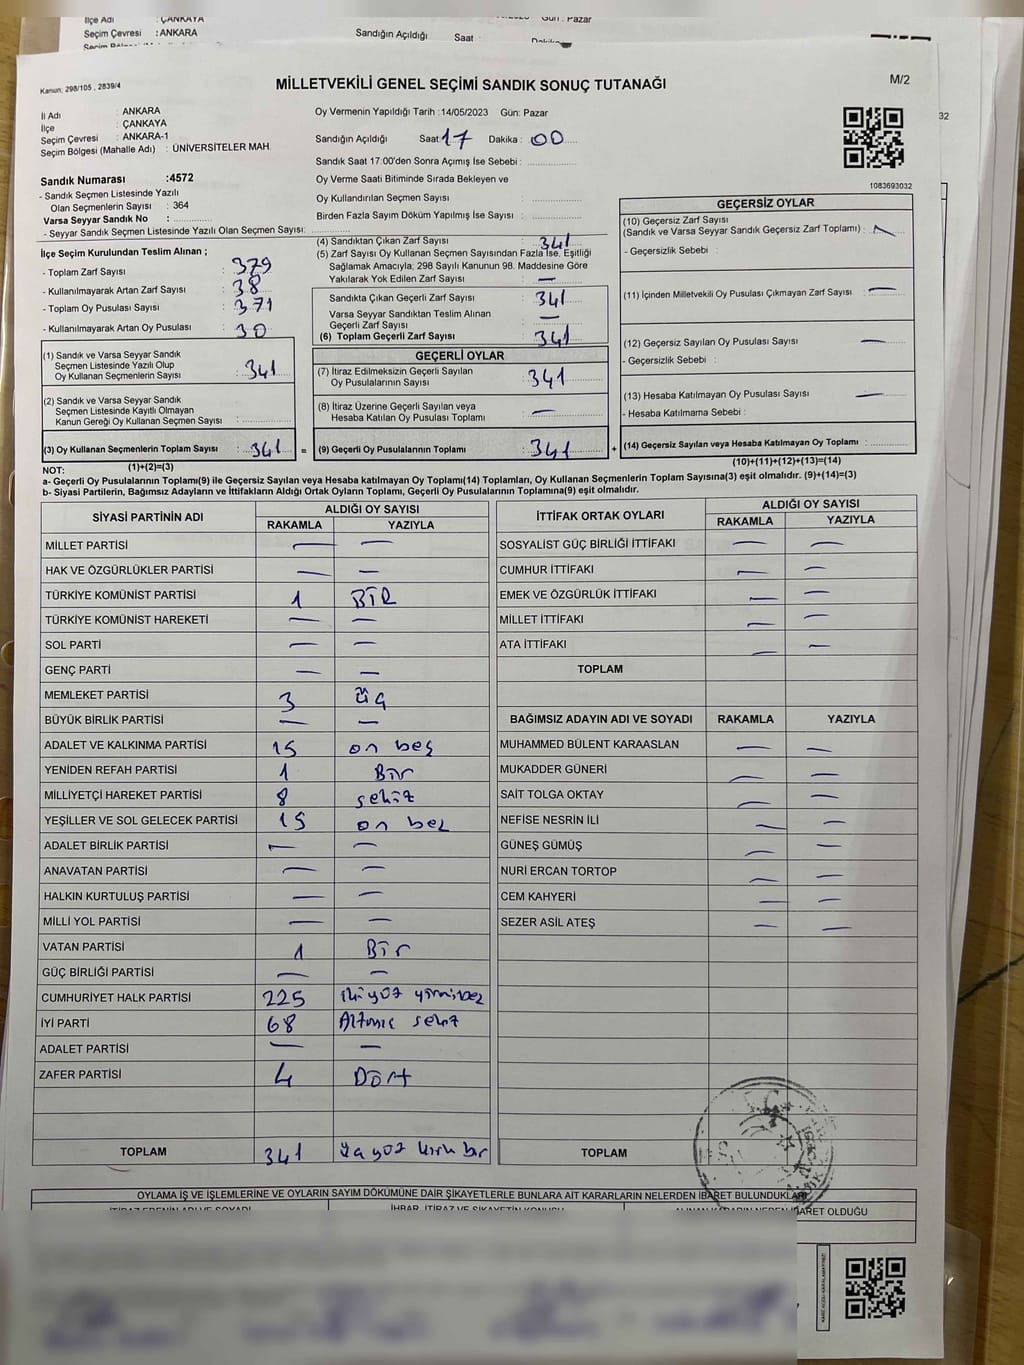 İlçe Adı : ÇANKAYA
Seçim Çevresi : ANKARA
Sandığın Açıldığı Saat
Gün: Pazar
Kanun; 298/105 , 2839/4
MİLLETVEKİLİ GENEL SEÇİMİ SANDIK SONUÇ TUTANAĞI
M/2
İl Adı : ANKARA
İlçe : ÇANKAYA
Seçim Çevresi : ANKARA-1
Seçim Bölgesi (Mahalle Adı) : ÜNİVERSİTELER MAH.
Oy Vermenin Yapıldığı Tarih :14/05/2023 Gün: Pazar
Sandığın Açıldığı Saat: 17 Dakika : 00
Sandık Saat 17:00'den Sonra Açımış İse Sebebi :
1083693032
Sandık Numarası :4572
- Sandık Seçmen Listesinde Yazılı
Olan Seçmenlerin Sayısı : 364
Varsa Seyyar Sandık No :
- Seyyar Sandık Seçmen Listesinde Yazılı Olan Seçmen Sayısı:
Oy Verme Saati Bitiminde Sırada Bekleyen ve
Oy Kullandırılan Seçmen Sayısı :
Birden Fazla Sayım Döküm Yapılmış İse Sayısı :
İlçe Seçim Kurulundan Teslim Alınan ;
- Toplam Zarf Sayısı : 379
- Kullanılmayarak Artan Zarf Sayısı : 38
- Toplam Oy Pusulası Sayısı : 371
- Kullanılmayarak Artan Oy Pusulası : 30
(4) Sandıktan Çıkan Zarf Sayısı : 341
(5) Zarf Sayısı Oy Kullanan Seçmen Sayısından Fazla İse, Eşitliği
Sağlamak Amacıyla, 298 Sayılı Kanunun 98. Maddesine Göre
Yakılarak Yok Edilen Zarf Sayısı : —
Sandıkta Çıkan Geçerli Zarf Sayısı : 341
Varsa Seyyar Sandıktan Teslim Alınan
Geçerli Zarf Sayısı : —
(6) Toplam Geçerli Zarf Sayısı : 341
GEÇERSİZ OYLAR
(10) Geçersiz Zarf Sayısı
(Sandık ve Varsa Seyyar Sandık Geçersiz Zarf Toplamı) : —
- Geçersizlik Sebebi :
(11) İçinden Milletvekili Oy Pusulası Çıkmayan Zarf Sayısı : —
(12) Geçersiz Sayılan Oy Pusulası Sayısı : —
- Geçersizlik Sebebi :
(13) Hesaba Katılmayan Oy Pusulası Sayısı : —
- Hesaba Katılmama Sebebi :
(14) Geçersiz Sayılan veya Hesaba Katılmayan Oy Toplamı :
(1) Sandık ve Varsa Seyyar Sandık
Seçmen Listesinde Yazılı Olup
Oy Kullanan Seçmenlerin Sayısı : 341
(2) Sandık ve Varsa Seyyar Sandık
Seçmen Listesinde Kayıtlı Olmayan
Kanun Gereği Oy Kullanan Seçmen Sayısı :
(3) Oy Kullanan Seçmenlerin Toplam Sayısı : 341 =
GEÇERLİ OYLAR
(7) İtiraz Edilmeksizin Geçerli Sayılan
Oy Pusulalarının Sayısı : 341
(8) İtiraz Üzerine Geçerli Sayılan veya
Hesaba Katılan Oy Pusulası Toplamı : —
(9) Geçerli Oy Pusulalarının Toplamı : 341 +
NOT: (1)+(2)=(3)
(10)+(11)+(12)+(13)=(14)
a- Geçerli Oy Pusulalarının Toplamı(9) ile Geçersiz Sayılan veya Hesaba katılmayan Oy Toplamı(14) Toplamları, Oy Kullanan Seçmenlerin Toplam Sayısına(3) eşit olmalıdır. (9)+(14)=(3)
b- Siyasi Partilerin, Bağımsız Adayların ve İttifakların Aldığı Ortak Oyların Toplamı, Geçerli Oy Pusulalarının Toplamına(9) eşit olmalıdır.
SİYASİ PARTİNİN ADI ALDIĞI OY SAYISI
RAKAMLA YAZIYLA
MİLLET PARTİSİ — —
HAK VE ÖZGÜRLÜKLER PARTİSİ — —
TÜRKİYE KOMÜNİST PARTİSİ 1 BİR
TÜRKİYE KOMÜNİST HAREKETİ — —
SOL PARTİ — —
GENÇ PARTİ — —
MEMLEKET PARTİSİ 3 üç
BÜYÜK BİRLİK PARTİSİ — —
ADALET VE KALKINMA PARTİSİ 15 on beş
YENİDEN REFAH PARTİSİ 1 Bir
MİLLİYETÇİ HAREKET PARTİSİ 8 sekiz
YEŞİLLER VE SOL GELECEK PARTİSİ 15 on beş
ADALET BİRLİK PARTİSİ — —
ANAVATAN PARTİSİ — —
HALKIN KURTULUŞ PARTİSİ — —
MİLLİ YOL PARTİSİ — —
VATAN PARTİSİ 1 Bir
GÜÇ BİRLİĞİ PARTİSİ — —
CUMHURİYET HALK PARTİSİ 225 ikiyüz yirmibeş
İYİ PARTİ 68 Altmış sekiz
ADALET PARTİSİ — —
ZAFER PARTİSİ 4 Dört
TOPLAM 341 üçyüz kırk bir
İTTİFAK ORTAK OYLARI ALDIĞI OY SAYISI
RAKAMLA YAZIYLA
SOSYALİST GÜÇ BİRLİĞİ İTTİFAKI — —
CUMHUR İTTİFAKI — —
EMEK VE ÖZGÜRLÜK İTTİFAKI — —
MİLLET İTTİFAKI — —
ATA İTTİFAKI — —
TOPLAM
BAĞIMSIZ ADAYIN ADI VE SOYADI RAKAMLA YAZIYLA
MUHAMMED BÜLENT KARAASLAN — —
MUKADDER GÜNERİ — —
SAİT TOLGA OKTAY — —
NEFİSE NESRİN İLİ — —
GÜNEŞ GÜMÜŞ — —
NURİ ERCAN TORTOP — —
CEM KAHYERİ — —
SEZER ASİL ATEŞ — —
TOPLAM
OYLAMA İŞ VE İŞLEMLERİNE VE OYLARIN SAYIM DÖKÜMÜNE DAİR ŞİKAYETLERLE BUNLARA AİT KARARLARIN NELERDEN İBARET BULUNDUKLARI
İHBAR, İTİRAZ VE ŞİKAYETİN KONUSU
ALINAN KARARIN NEDEN İBARET OLDUĞU